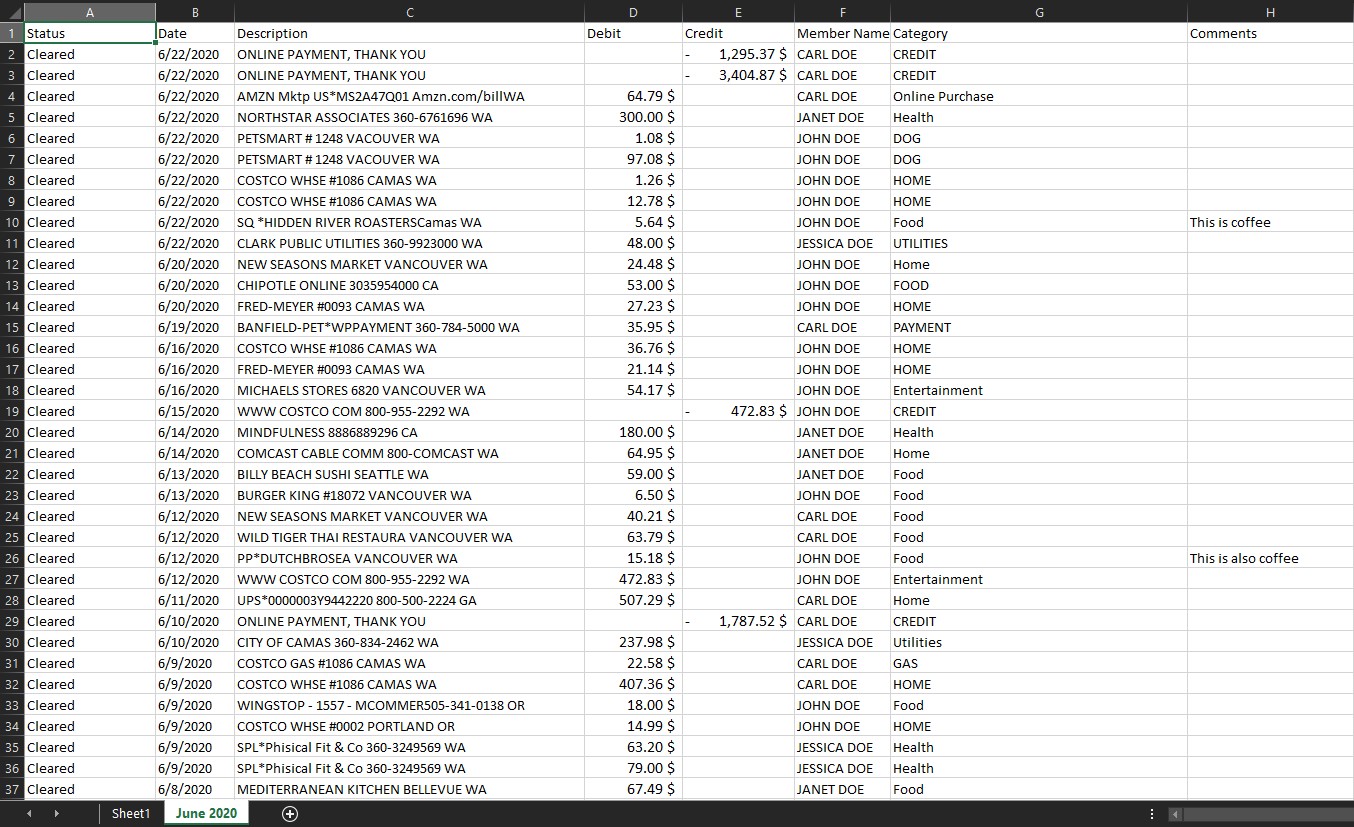 A B C D E F G H
1 Status Date Description Debit Credit Member Name Category Comments
2 Cleared 6/22/2020 ONLINE PAYMENT, THANK YOU - 1,295.37 $ CARL DOE CREDIT
3 Cleared 6/22/2020 ONLINE PAYMENT, THANK YOU - 3,404.87 $ CARL DOE CREDIT
4 Cleared 6/22/2020 AMZN Mktp US*MS2A47Q01 Amzn.com/billWA 64.79 $ CARL DOE Online Purchase
5 Cleared 6/22/2020 NORTHSTAR ASSOCIATES 360-6761696 WA 300.00 $ JANET DOE Health
6 Cleared 6/22/2020 PETSMART # 1248 VACOUVER WA 1.08 $ JOHN DOE DOG
7 Cleared 6/22/2020 PETSMART # 1248 VACOUVER WA 97.08 $ JOHN DOE DOG
8 Cleared 6/22/2020 COSTCO WHSE #1086 CAMAS WA 1.26 $ JOHN DOE HOME
9 Cleared 6/22/2020 COSTCO WHSE #1086 CAMAS WA 12.78 $ JOHN DOE HOME
10 Cleared 6/22/2020 SQ *HIDDEN RIVER ROASTERSCamas WA 5.64 $ JOHN DOE Food This is coffee
11 Cleared 6/22/2020 CLARK PUBLIC UTILITIES 360-9923000 WA 48.00 $ JESSICA DOE UTILITIES
12 Cleared 6/20/2020 NEW SEASONS MARKET VANCOUVER WA 24.48 $ JOHN DOE Home
13 Cleared 6/20/2020 CHIPOTLE ONLINE 3035954000 CA 53.00 $ JOHN DOE FOOD
14 Cleared 6/20/2020 FRED-MEYER #0093 CAMAS WA 27.23 $ JOHN DOE HOME
15 Cleared 6/19/2020 BANFIELD-PET*WPPAYMENT 360-784-5000 WA 35.95 $ CARL DOE PAYMENT
16 Cleared 6/16/2020 COSTCO WHSE #1086 CAMAS WA 36.76 $ JOHN DOE HOME
17 Cleared 6/16/2020 FRED-MEYER #0093 CAMAS WA 21.14 $ JOHN DOE HOME
18 Cleared 6/16/2020 MICHAELS STORES 6820 VANCOUVER WA 54.17 $ JOHN DOE Entertainment
19 Cleared 6/15/2020 WWW COSTCO COM 800-955-2292 WA - 472.83 $ JOHN DOE CREDIT
20 Cleared 6/14/2020 MINDFULNESS 8886889296 CA 180.00 $ JANET DOE Health
21 Cleared 6/14/2020 COMCAST CABLE COMM 800-COMCAST WA 64.95 $ JANET DOE Home
22 Cleared 6/13/2020 BILLY BEACH SUSHI SEATTLE WA 59.00 $ JANET DOE Food
23 Cleared 6/13/2020 BURGER KING #18072 VANCOUVER WA 6.50 $ JOHN DOE Food
24 Cleared 6/12/2020 NEW SEASONS MARKET VANCOUVER WA 40.21 $ CARL DOE Food
25 Cleared 6/12/2020 WILD TIGER THAI RESTAURA VANCOUVER WA 63.79 $ CARL DOE Food
26 Cleared 6/12/2020 PP*DUTCHBROSEA VANCOUVER WA 15.18 $ JOHN DOE Food This is also coffee
27 Cleared 6/12/2020 WWW COSTCO COM 800-955-2292 WA 472.83 $ JOHN DOE Entertainment
28 Cleared 6/11/2020 UPS*0000003Y9442220 800-500-2224 GA 507.29 $ CARL DOE Home
29 Cleared 6/10/2020 ONLINE PAYMENT, THANK YOU - 1,787.52 $ CARL DOE CREDIT
30 Cleared 6/10/2020 CITY OF CAMAS 360-834-2462 WA 237.98 $ JESSICA DOE Utilities
31 Cleared 6/9/2020 COSTCO GAS #1086 CAMAS WA 22.58 $ CARL DOE GAS
32 Cleared 6/9/2020 COSTCO WHSE #1086 CAMAS WA 407.36 $ CARL DOE HOME
33 Cleared 6/9/2020 WINGSTOP - 1557 - MCOMMER505-341-0138 OR 18.00 $ JOHN DOE Food
34 Cleared 6/9/2020 COSTCO WHSE #0002 PORTLAND OR 14.99 $ JOHN DOE HOME
35 Cleared 6/9/2020 SPL*Phisical Fit & Co 360-3249569 WA 63.20 $ JESSICA DOE Health
36 Cleared 6/9/2020 SPL*Phisical Fit & Co 360-3249569 WA 79.00 $ JESSICA DOE Health
37 Cleared 6/8/2020 MEDITERRANEAN KITCHEN BELLEVUE WA 67.49 $ JANET DOE Food
Sheet1 June 2020